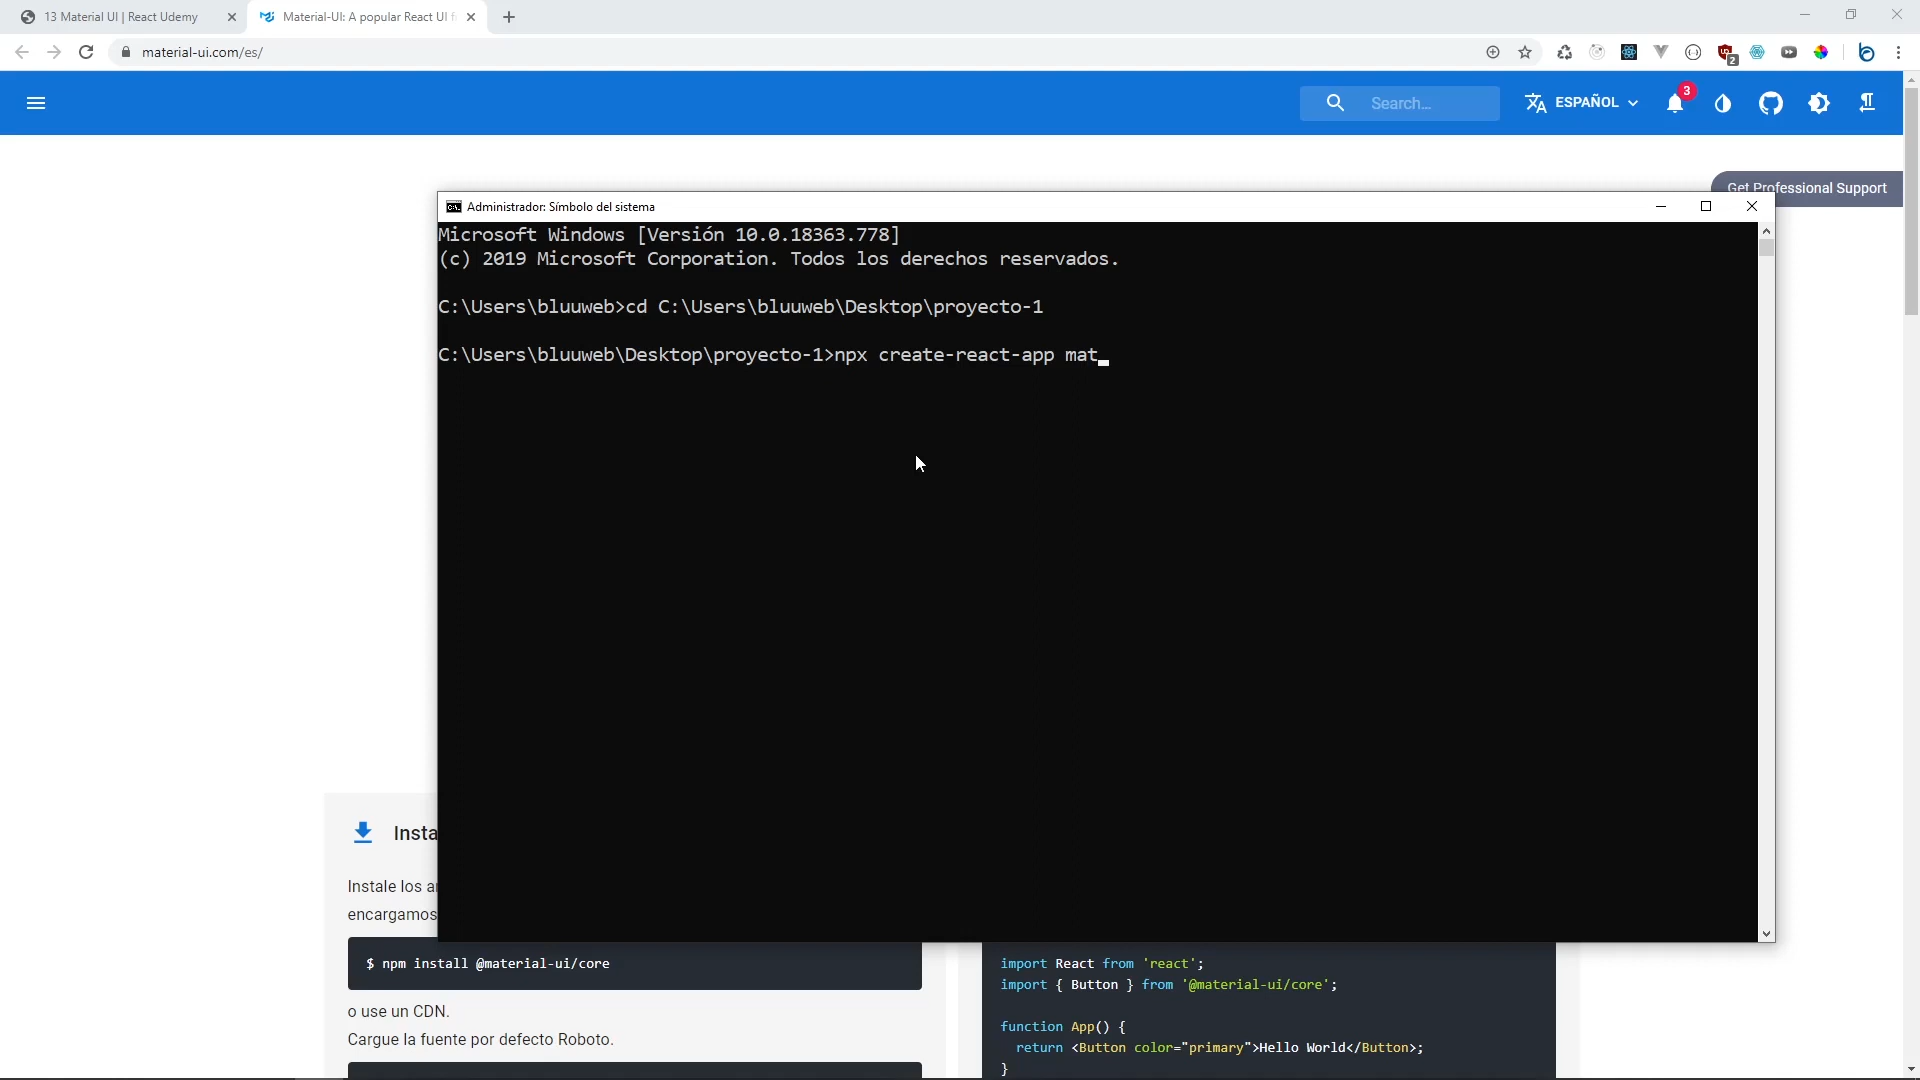 13 Material UI | React Udemy
Material-UI: A popular React UI f
material-ui.com/es/
2
Search...
ESPAÑOL
3
Get Professional Support
Administrador: Símbolo del sistema
Microsoft Windows [Versión 10.0.18363.778]
(c) 2019 Microsoft Corporation. Todos los derechos reservados.
C:\Users\bluuweb>cd C:\Users\bluuweb\Desktop\proyecto-1
C:\Users\bluuweb\Desktop\proyecto-1>npx create-react-app mat
Insta
Instale los a
encargamos
$ npm install @material-ui/core
o use un CDN.
Cargue la fuente por defecto Roboto.
import React from 'react';
import { Button } from '@material-ui/core';
function App() {
return <Button color="primary">Hello World</Button>;
}